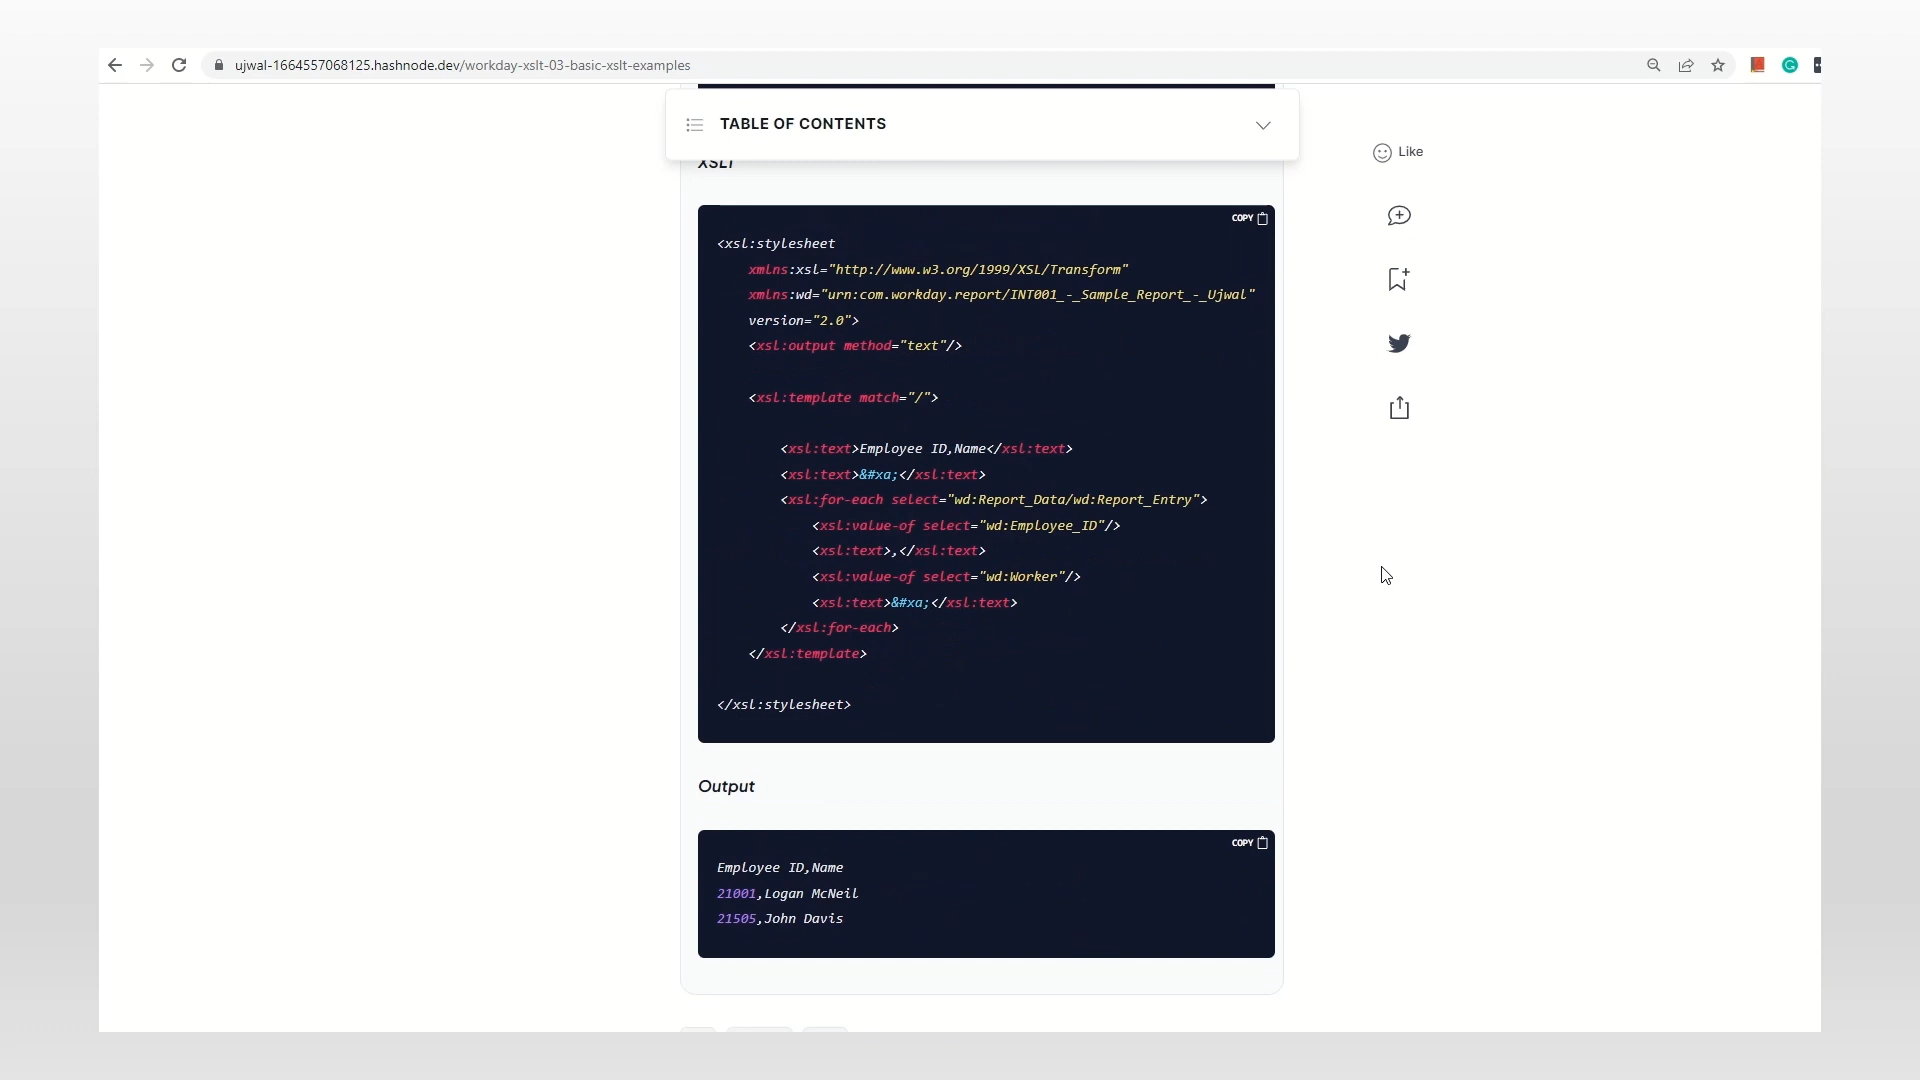 ujwal-1664557068125.hashnode.dev/workday-xslt-03-basic-xslt-examples
TABLE OF CONTENTS
Like
XSLT
COPY
<xsl:stylesheet
    xmlns:xsl="http://www.w3.org/1999/XSL/Transform"
    xmlns:wd="urn:com.workday.report/INT001_-_Sample_Report_-_Ujwal"
    version="2.0">
    <xsl:output method="text"/>
    <xsl:template match="/">
        <xsl:text>Employee ID,Name</xsl:text>
        <xsl:text>&#xa;</xsl:text>
        <xsl:for-each select="wd:Report_Data/wd:Report_Entry">
            <xsl:value-of select="wd:Employee_ID"/>
            <xsl:text>,</xsl:text>
            <xsl:value-of select="wd:Worker"/>
            <xsl:text>&#xa;</xsl:text>
        </xsl:for-each>
    </xsl:template>
</xsl:stylesheet>
Output
COPY
Employee ID,Name
21001,Logan McNeil
21505,John Davis